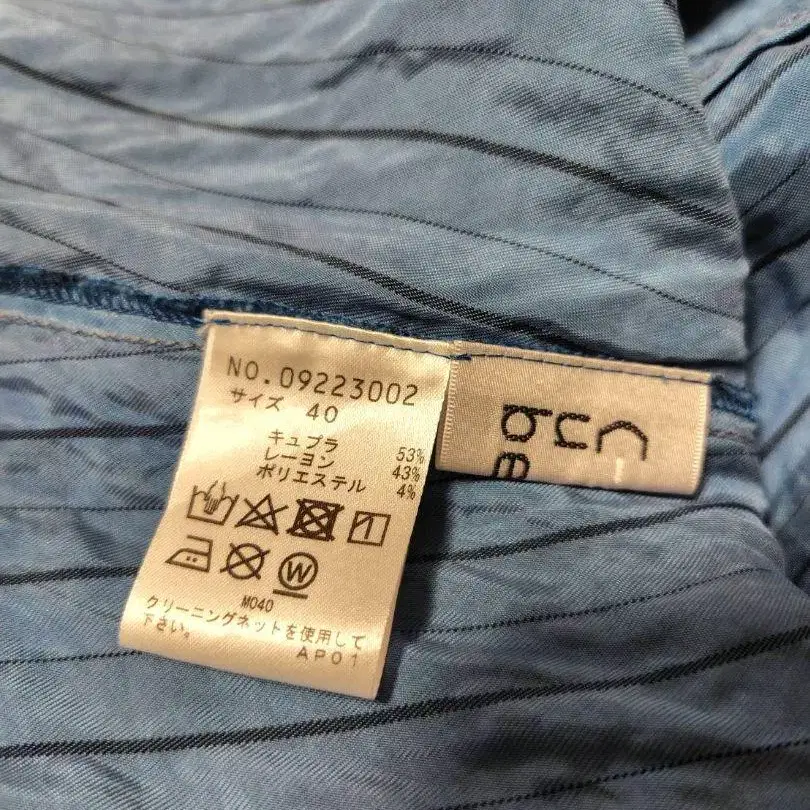 NO.09223002
サイズ 40
キュプラ 53%
レーヨン 43%
ポリエステル 4%
W
M040
クリーニングネットを使用して
下さい。
AP01